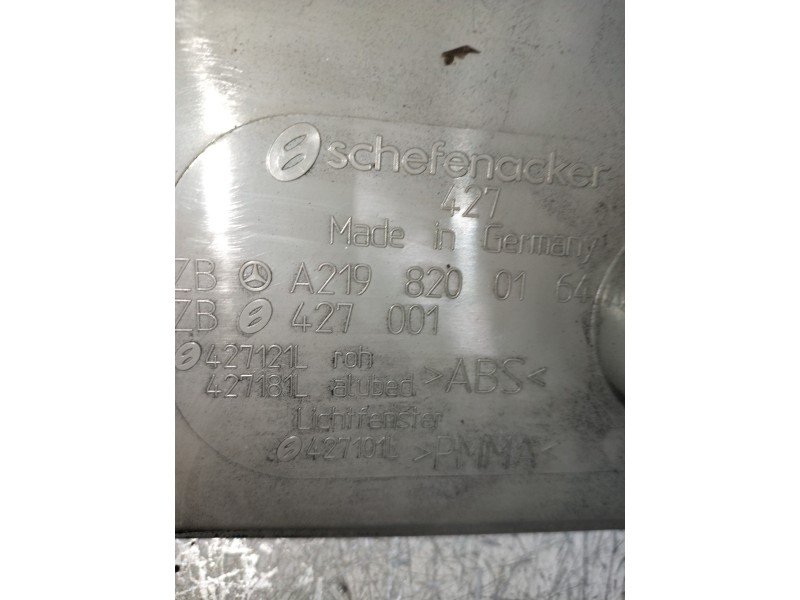 schefenacker
427
Made in Germany
ZB A219 820 01 64
ZB 427 001
427121L roh
427181L alubed. >ABS<
Lichtfenster
427101L >PMMA<